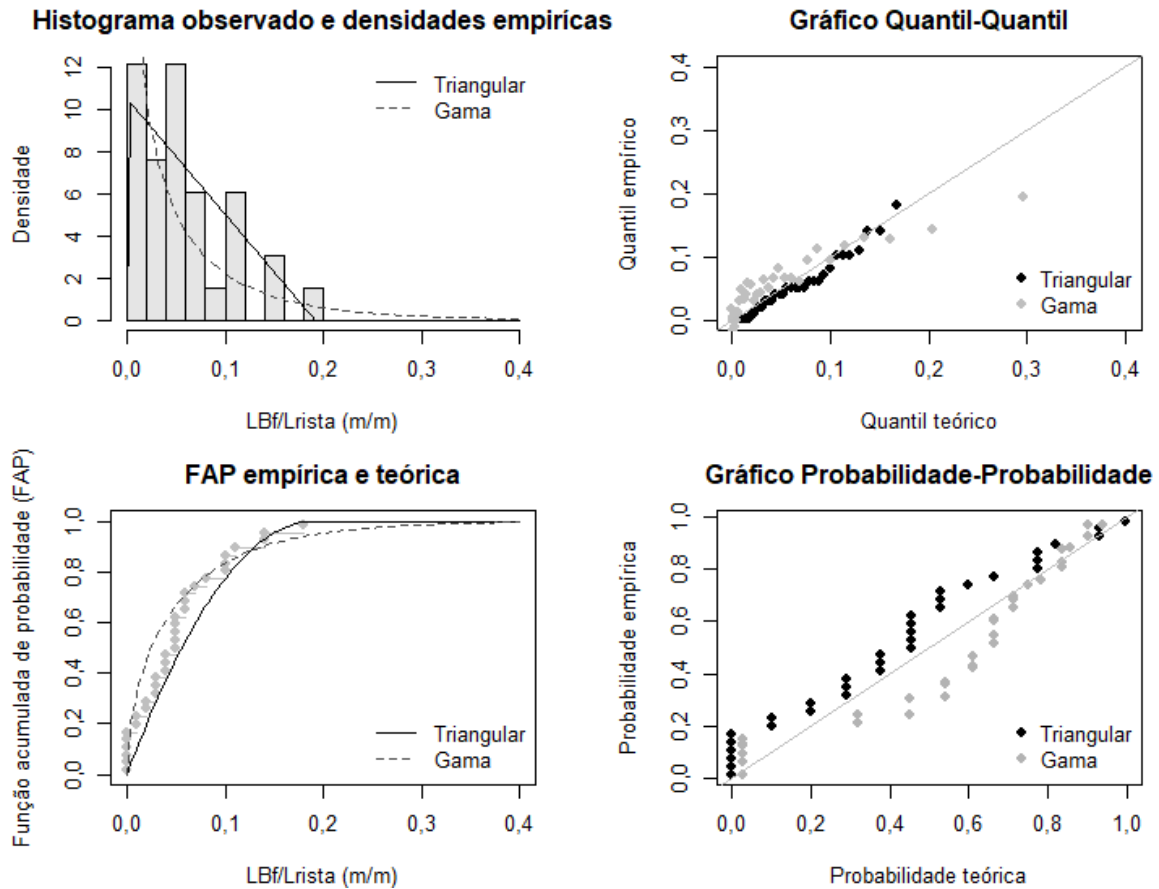 Histograma observado e densidades empirícas
Densidade
12
10
8
6
4
2
0
Triangular
Gama
0,0 0,1 0,2 0,3 0,4
LBf/Lrista (m/m)
Gráfico Quantil-Quantil
Quantil empírico
0,4
0,3
0,2
0,1
0,0
Triangular
Gama
0,0 0,1 0,2 0,3 0,4
Quantil teórico
FAP empírica e teórica
Função acumulada de probabilidade (FAP)
1,0
0,8
0,6
0,4
0,2
0,0
Triangular
Gama
0,0 0,1 0,2 0,3 0,4
LBf/Lrista (m/m)
Gráfico Probabilidade-Probabilidade
Probabilidade empírica
1,0
0,8
0,6
0,4
0,2
0,0
Triangular
Gama
0,0 0,2 0,4 0,6 0,8 1,0
Probabilidade teórica